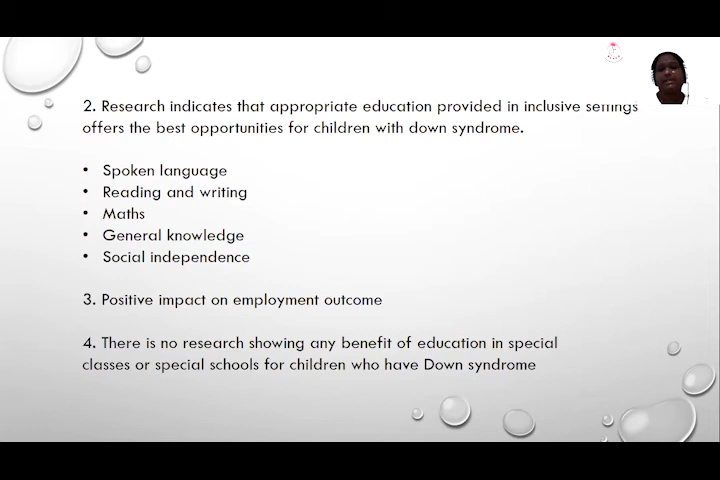 2. Research indicates that appropriate education provided in inclusive settings
offers the best opportunities for children with down syndrome.
• Spoken language
• Reading and writing
• Maths
• General knowledge
• Social independence
3. Positive impact on employment outcome
4. There is no research showing any benefit of education in special
classes or special schools for children who have Down syndrome